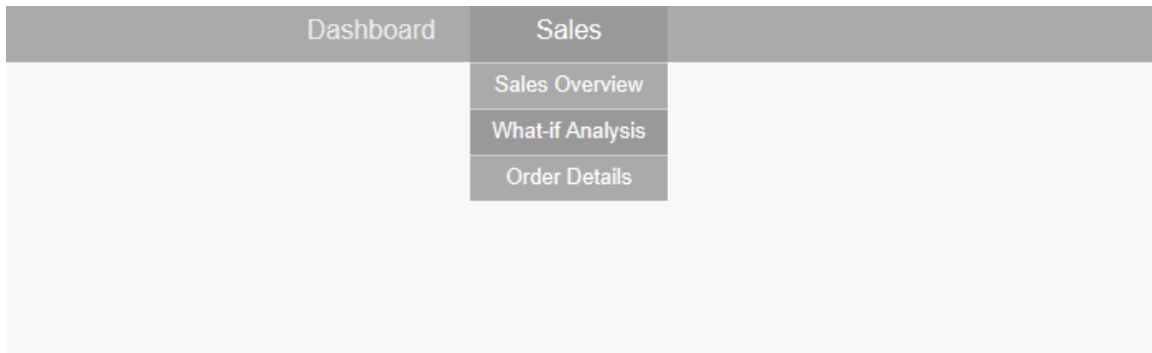 Dashboard Sales
Sales Overview
What-if Analysis
Order Details